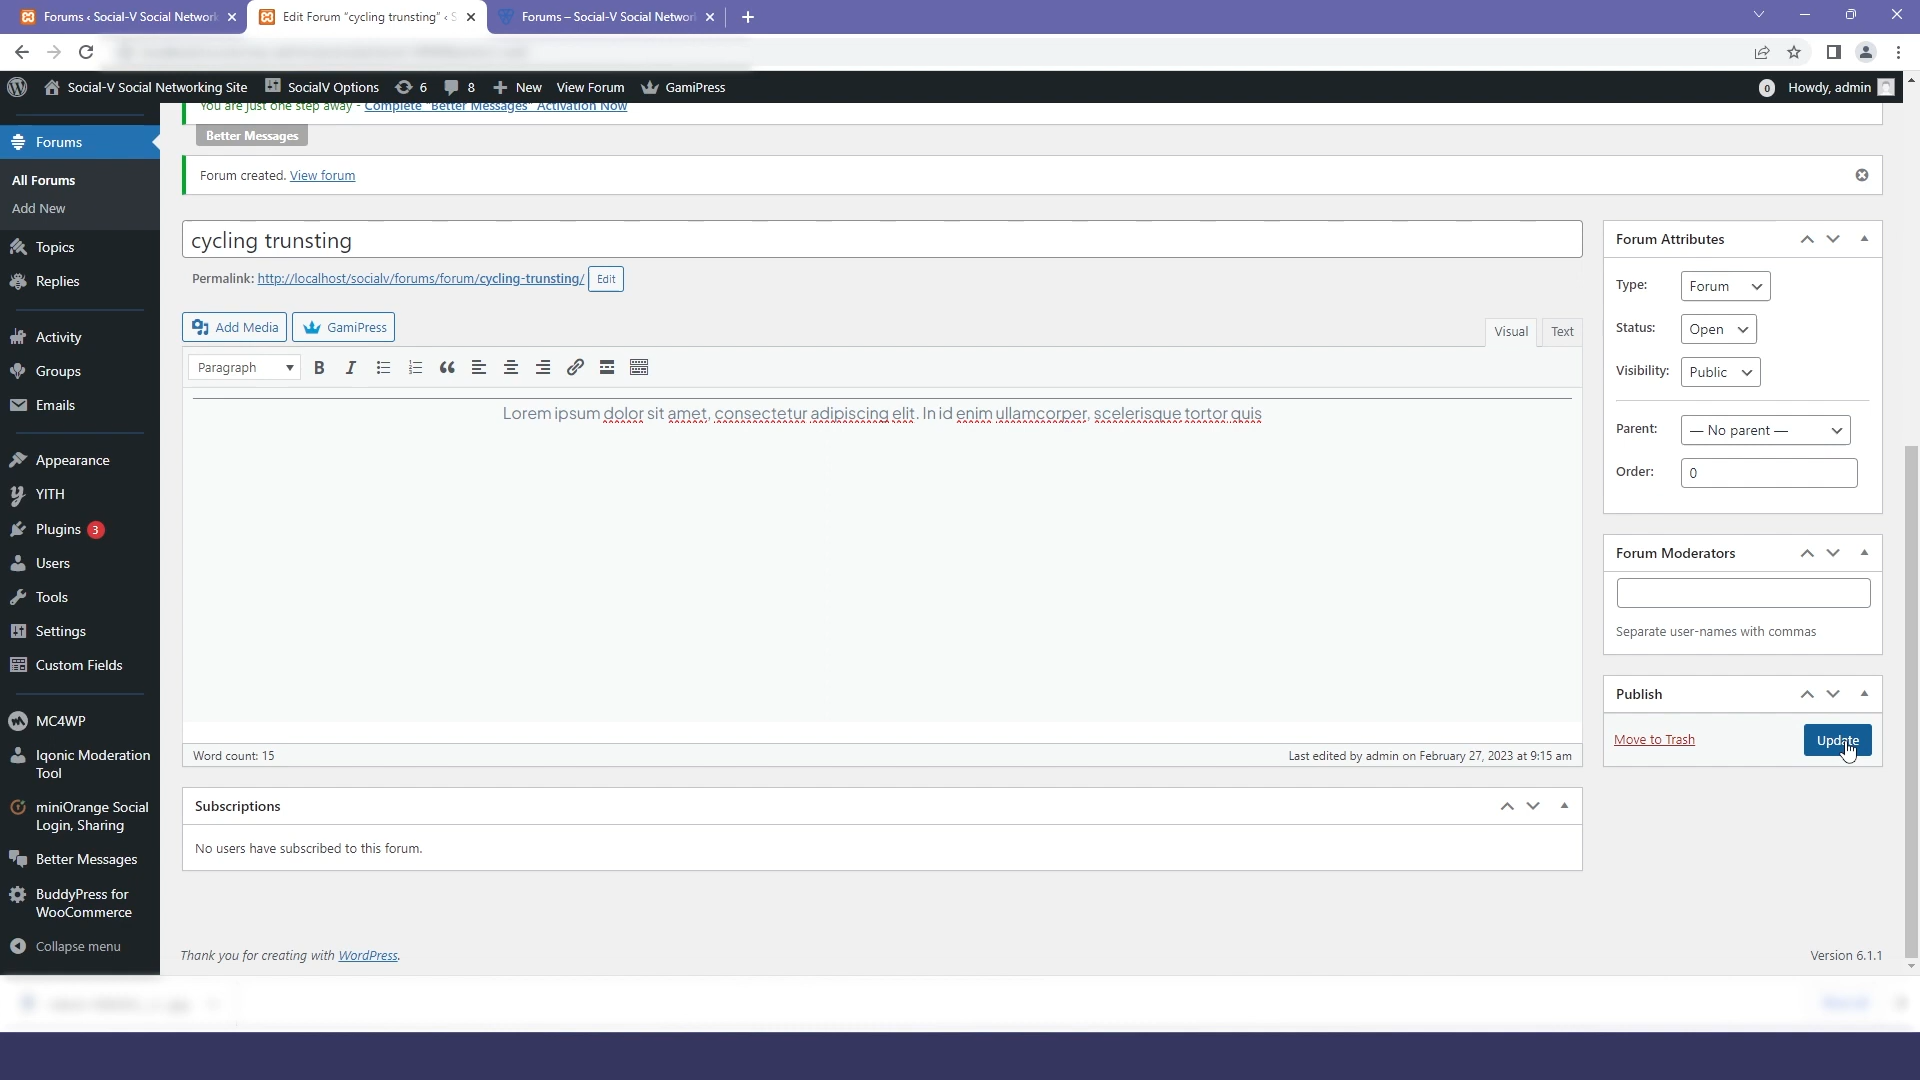 Forums ‹ Social-V Social Network
Edit Forum "cycling trunsting" ‹ S
Forums – Social-V Social Networ
Social-V Social Networking Site
SocialV Options
6
8
New
View Forum
GamiPress
0
Howdy, admin
You are just one step away - Complete "Better Messages" Activation Now
Better Messages
Forum created. View forum
Forums
All Forums
Add New
Topics
Replies
Activity
Groups
Emails
Appearance
YITH
Plugins 3
Users
Tools
Settings
Custom Fields
MC4WP
Iqonic Moderation
Tool
miniOrange Social
Login, Sharing
Better Messages
BuddyPress for
WooCommerce
Collapse menu
cycling trunsting
Permalink: http://localhost/socialv/forums/forum/cycling-trunsting/ Edit
Add Media
GamiPress
Visual
Text
Paragraph
Lorem ipsum dolor sit amet, consectetur adipiscing elit. In id enim ullamcorper, scelerisque tortor quis
Word count: 15
Last edited by admin on February 27, 2023 at 9:15 am
Subscriptions
No users have subscribed to this forum.
Forum Attributes
Type: Forum
Status: Open
Visibility: Public
Parent: — No parent —
Order: 0
Forum Moderators
Separate user-names with commas
Publish
Move to Trash
Update
Thank you for creating with WordPress.
Version 6.1.1